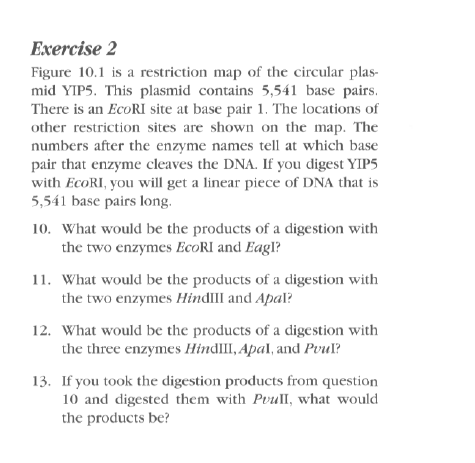 Exercise 2
Figure 10.1 is a restriction map of the circular plas-
mid YIP5. This plasmid contains 5,541 base pairs.
There is an EcoRI site at base pair 1. The locations of
other restriction sites are shown on the map. The
numbers after the enzyme names tell at which base
pair that enzyme cleaves the DNA. If you digest YIP5
with EcoRI, you will get a linear piece of DNA that is
5,541 base pairs long.
10. What would be the products of a digestion with
the two enzymes EcoRI and EagI?
11. What would be the products of a digestion with
the two enzymes HindIII and ApaI?
12. What would be the products of a digestion with
the three enzymes HindIII, ApaI, and PvuI?
13. If you took the digestion products from question
10 and digested them with PvuII, what would
the products be?